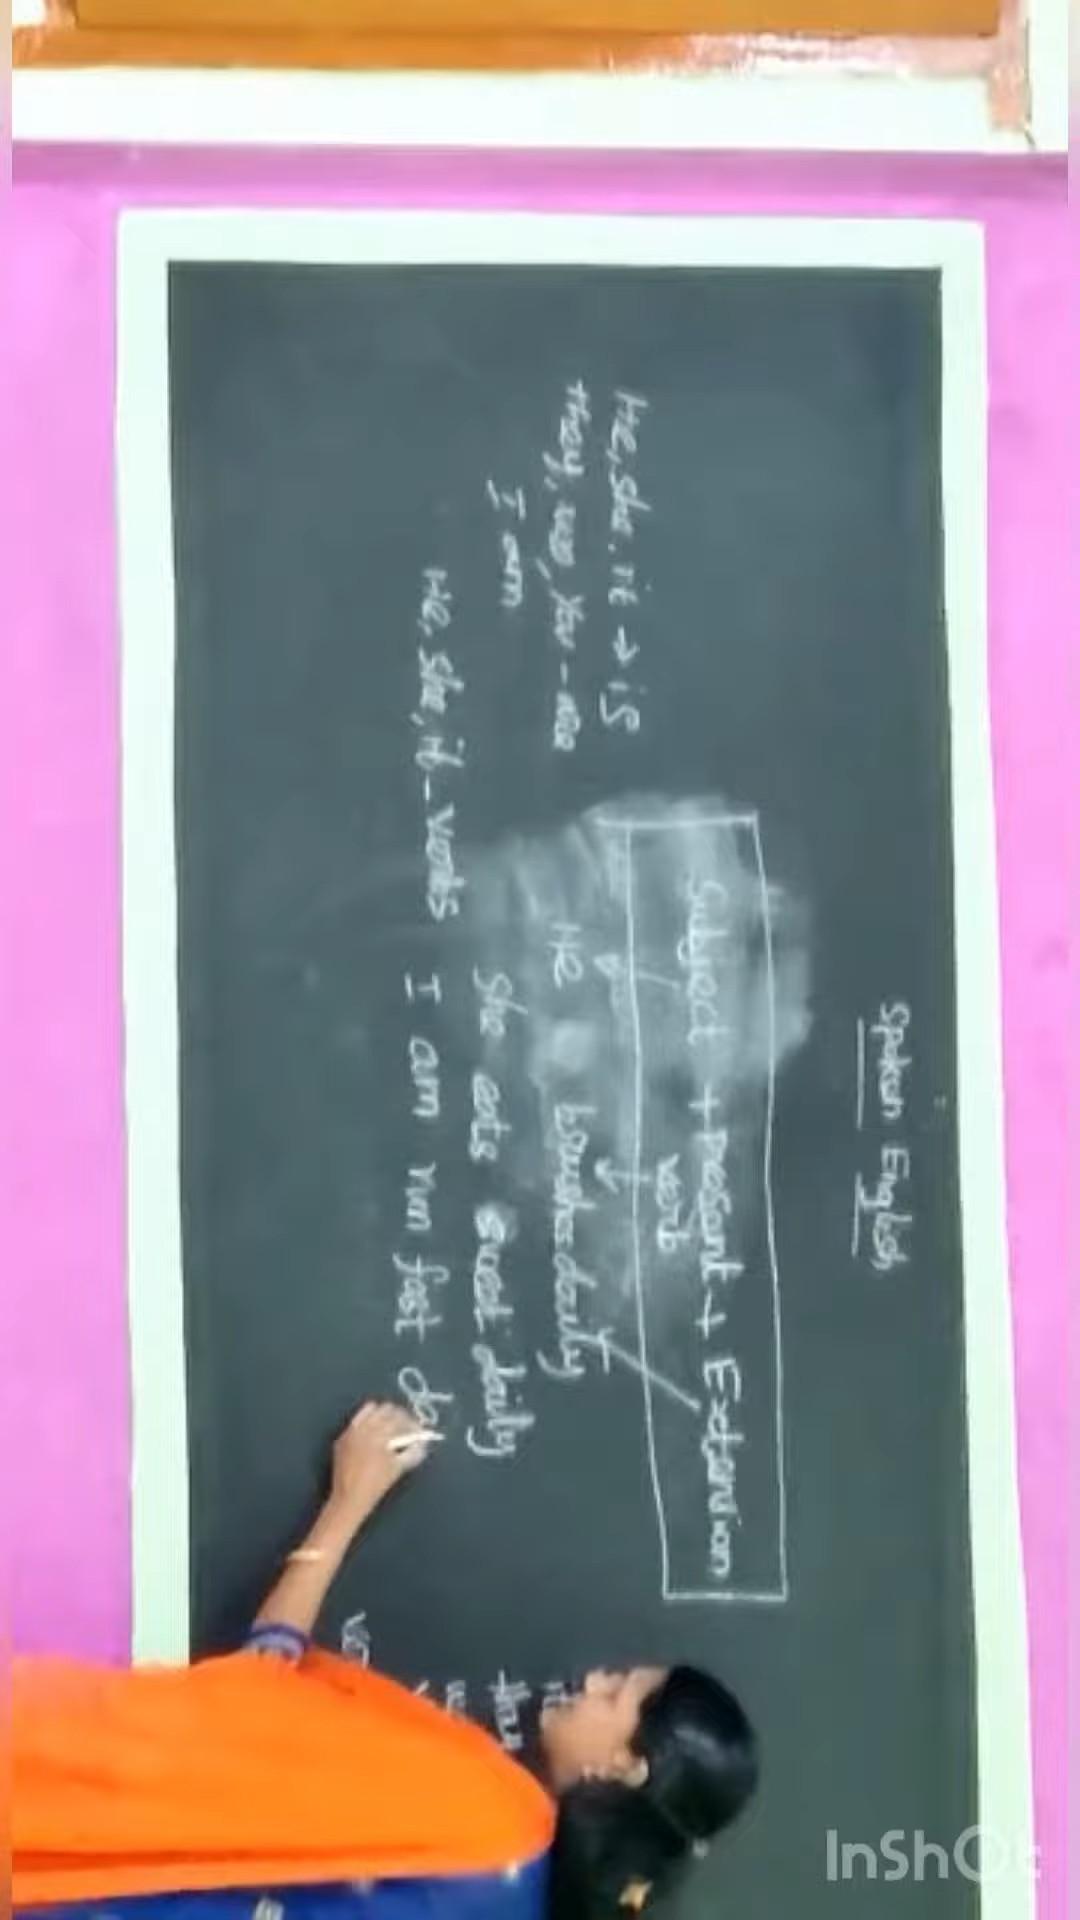 Spoken English
Subject + present + Extension
verb
He, she, it → is
they, we, you - are
He brushes daily
I am
She eats sweet daily
He, she, it - verbs
I am run fast
it
InShOt